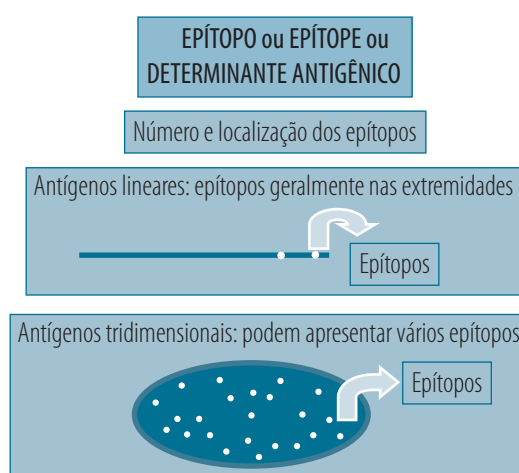 EPÍTOPO ou EPÍTOPE ou
DETERMINANTE ANTIGÊNICO
Número e localização dos epítopos
Antígenos lineares: epítopos geralmente nas extremidades
Epítopos
Antígenos tridimensionais: podem apresentar vários epítopos
Epítopos